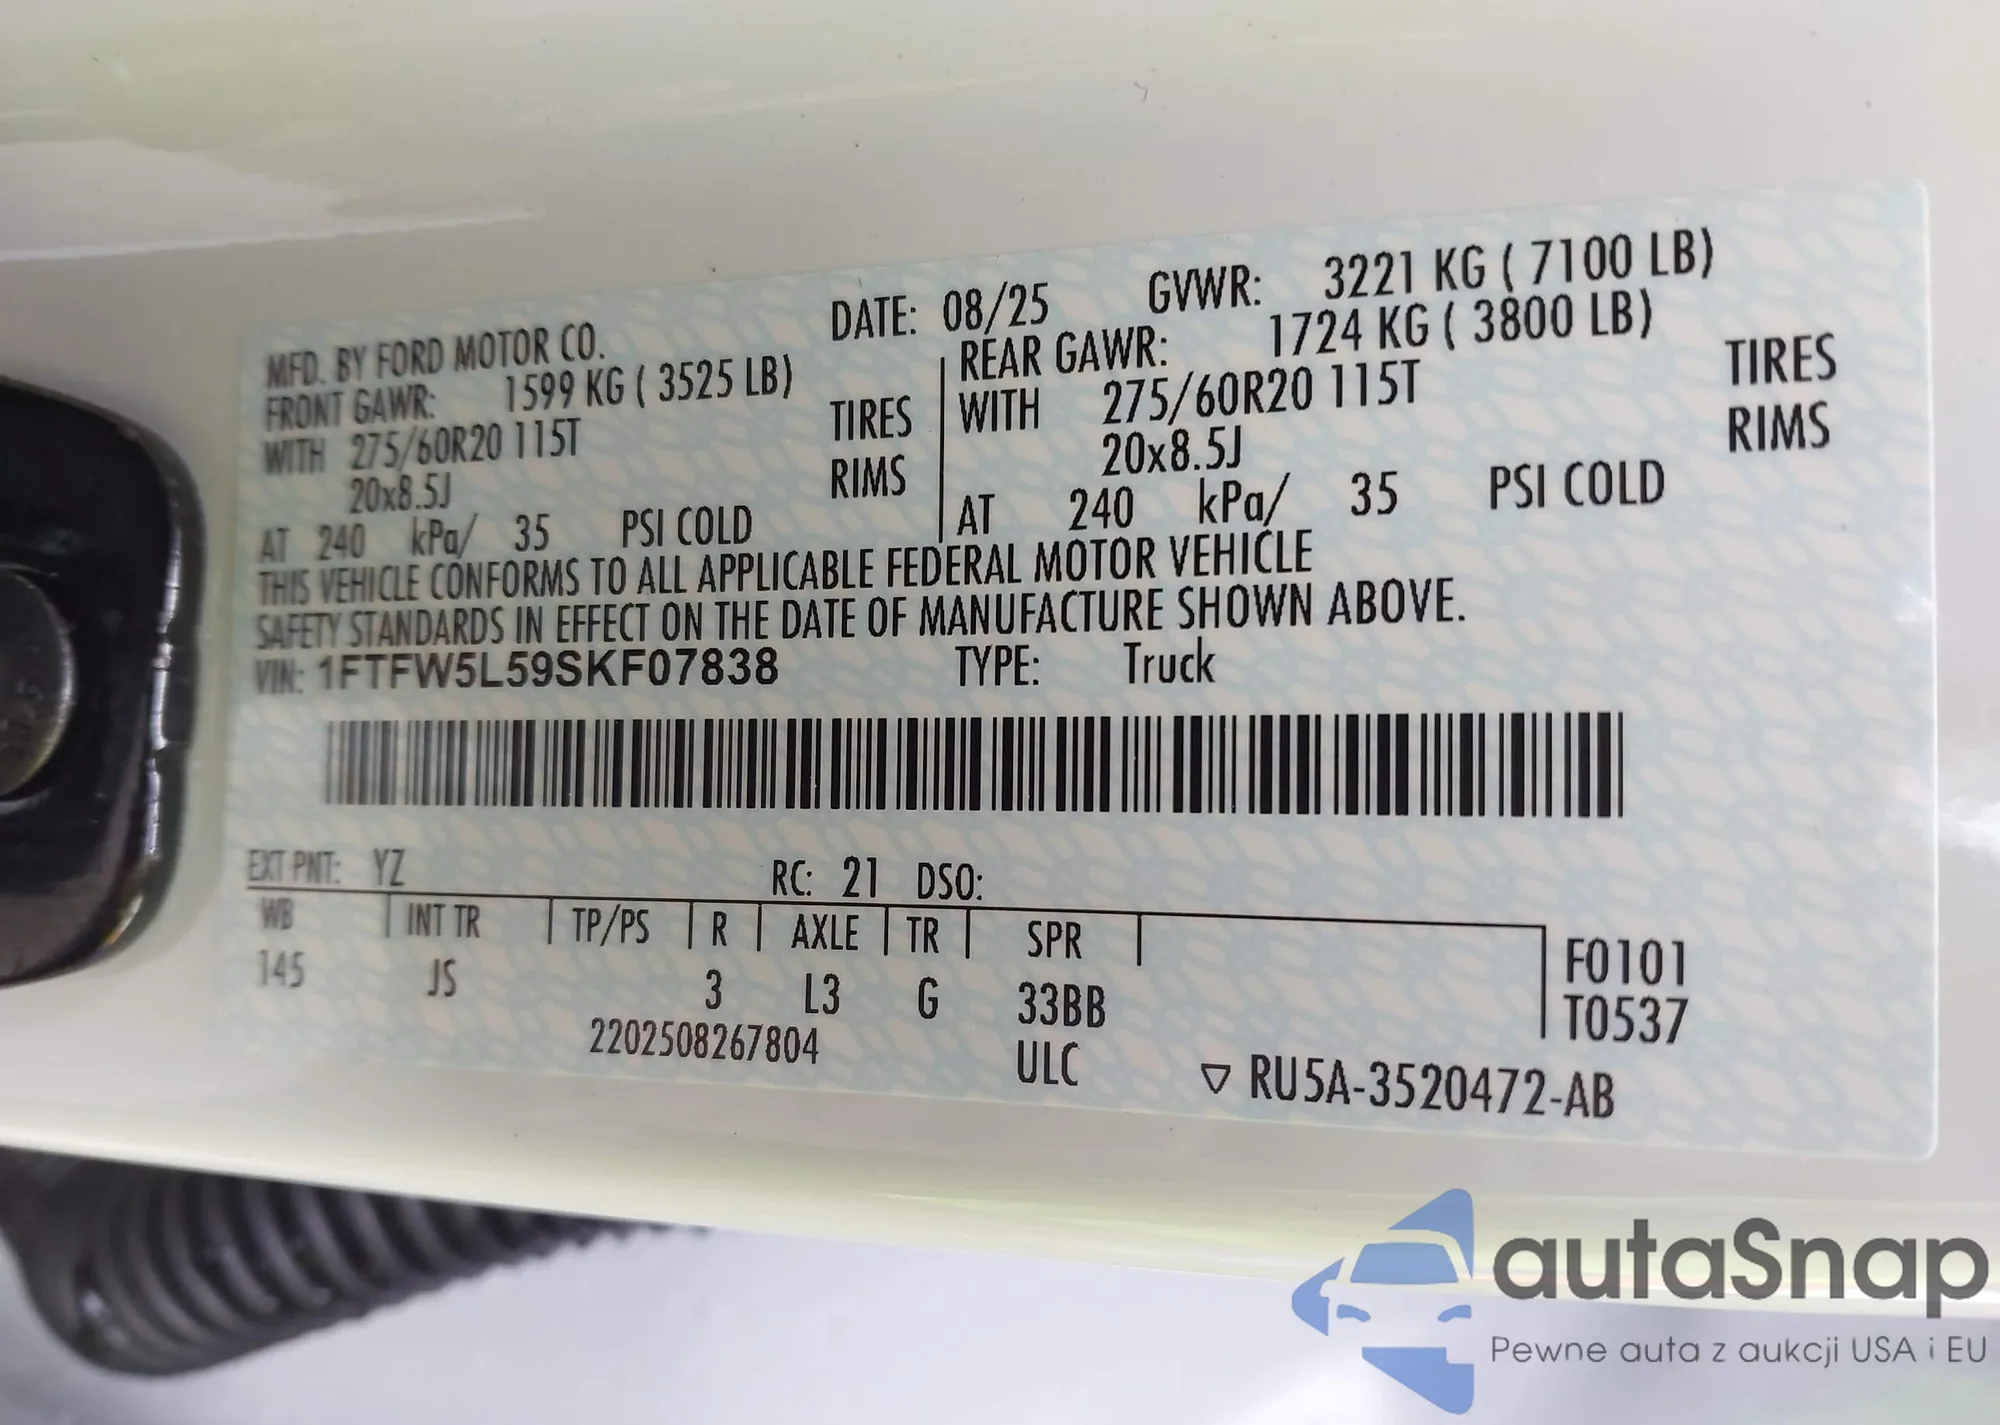 MFD. BY FORD MOTOR CO. DATE: 08/25 GVWR: 3221 KG ( 7100 LB)
FRONT GAWR: 1599 KG ( 3525 LB) REAR GAWR: 1724 KG ( 3800 LB)
WITH 275/60R20 115T TIRES WITH 275/60R20 115T TIRES
20x8.5J RIMS 20x8.5J RIMS
AT 240 kPa/ 35 PSI COLD AT 240 kPa/ 35 PSI COLD
THIS VEHICLE CONFORMS TO ALL APPLICABLE FEDERAL MOTOR VEHICLE
SAFETY STANDARDS IN EFFECT ON THE DATE OF MANUFACTURE SHOWN ABOVE.
VIN: 1FTFW5L59SKF07838 TYPE: Truck
EXT PNT: YZ RC: 21 DSO:
WB INT TR TP/PS R AXLE TR SPR
145 JS 3 L3 G 33BB F0101
T0537
2202508267804 ULC ▽ RU5A-3520472-AB
autaSnap
Pewne auta z aukcji USA i EU